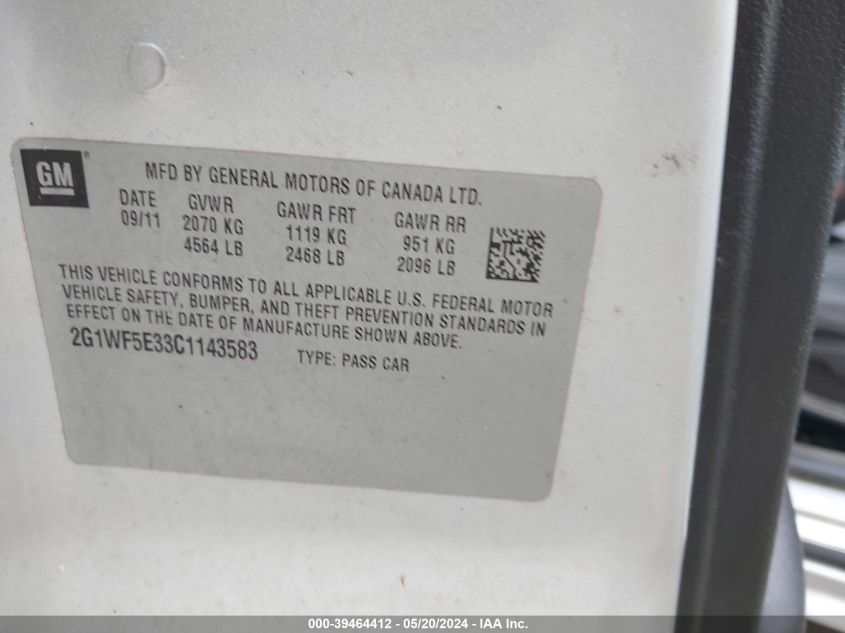 GM®
MFD BY GENERAL MOTORS OF CANADA LTD.
DATE GVWR GAWR FRT GAWR RR
09/11 2070 KG 1119 KG 951 KG
4564 LB 2468 LB 2096 LB
THIS VEHICLE CONFORMS TO ALL APPLICABLE U.S. FEDERAL MOTOR
VEHICLE SAFETY, BUMPER, AND THEFT PREVENTION STANDARDS IN
EFFECT ON THE DATE OF MANUFACTURE SHOWN ABOVE.
2G1WF5E33C1143583 TYPE: PASS CAR
000-39464412 - 05/20/2024 - IAA Inc.